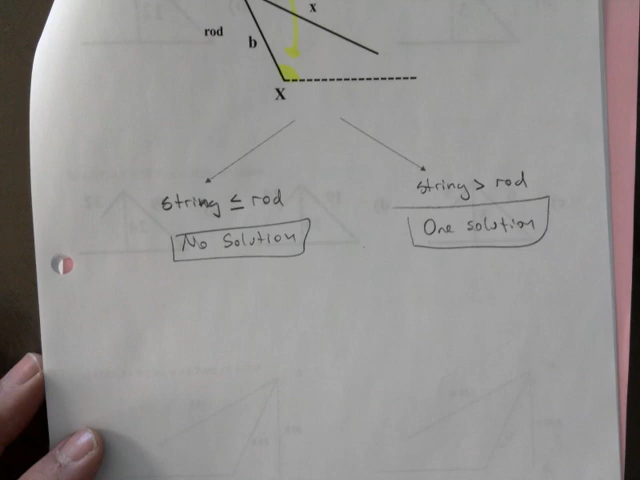 x
rod
b
X
string ≤ rod
string > rod
No Solution
One solution